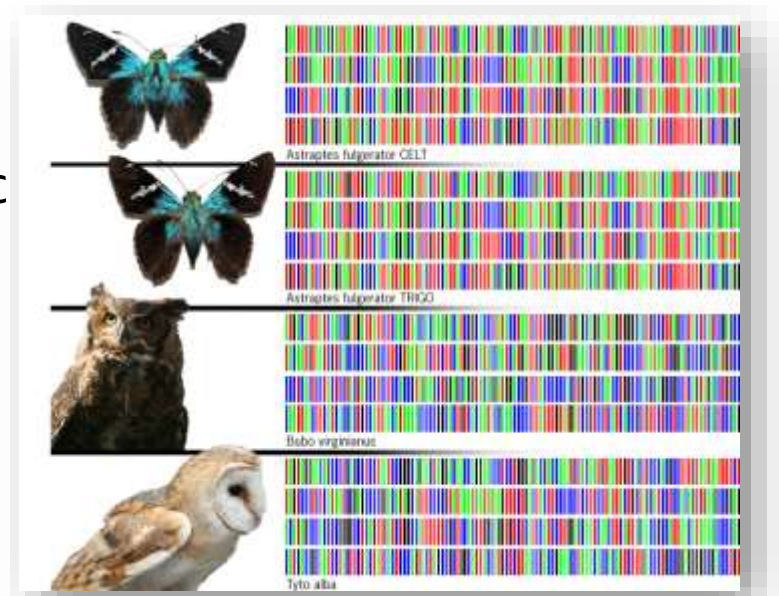 Astraptes fulgerator CELT
Astraptes fulgerator TRIGO
Bubo virginianus
Tyto alba